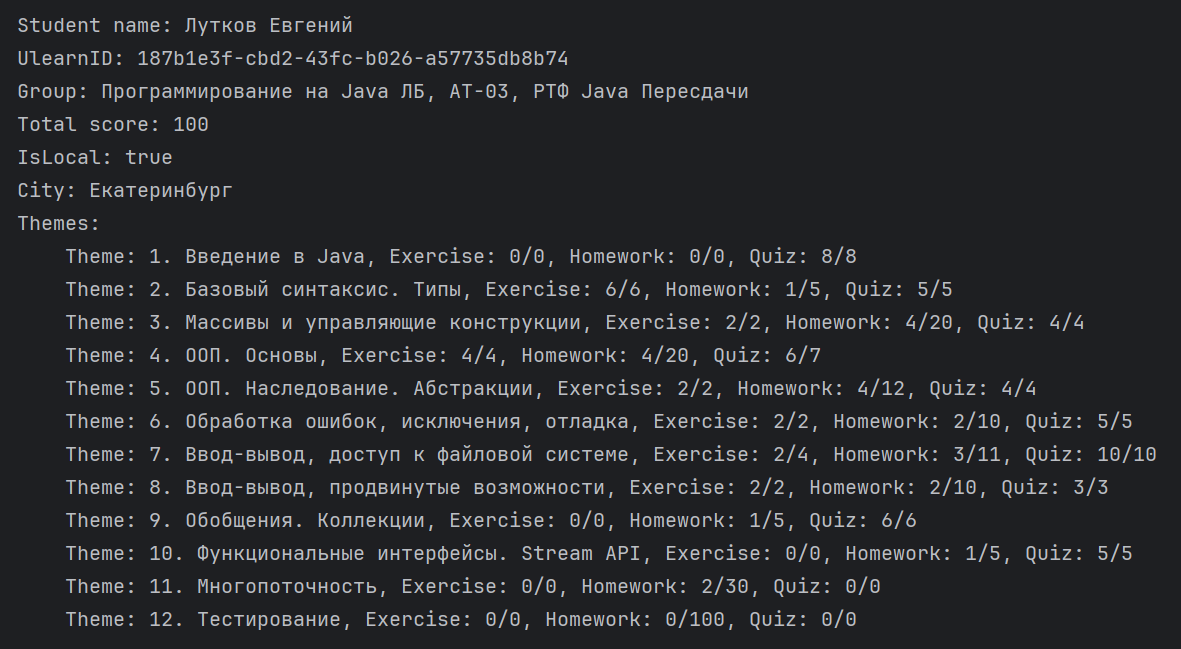 Student name: Лутков Евгений
UlearnID: 187b1e3f-cbd2-43fc-b026-a57735db8b74
Group: Программирование на Java ЛБ, АТ-03, РТФ Java Пересдачи
Total score: 100
IsLocal: true
City: Екатеринбург
Themes:
Theme: 1. Введение в Java, Exercise: 0/0, Homework: 0/0, Quiz: 8/8
Theme: 2. Базовый синтаксис. Типы, Exercise: 6/6, Homework: 1/5, Quiz: 5/5
Theme: 3. Массивы и управляющие конструкции, Exercise: 2/2, Homework: 4/20, Quiz: 4/4
Theme: 4. ООП. Основы, Exercise: 4/4, Homework: 4/20, Quiz: 6/7
Theme: 5. ООП. Наследование. Абстракции, Exercise: 2/2, Homework: 4/12, Quiz: 4/4
Theme: 6. Обработка ошибок, исключения, отладка, Exercise: 2/2, Homework: 2/10, Quiz: 5/5
Theme: 7. Ввод-вывод, доступ к файловой системе, Exercise: 2/4, Homework: 3/11, Quiz: 10/10
Theme: 8. Ввод-вывод, продвинутые возможности, Exercise: 2/2, Homework: 2/10, Quiz: 3/3
Theme: 9. Обобщения. Коллекции, Exercise: 0/0, Homework: 1/5, Quiz: 6/6
Theme: 10. Функциональные интерфейсы. Stream API, Exercise: 0/0, Homework: 1/5, Quiz: 5/5
Theme: 11. Многопоточность, Exercise: 0/0, Homework: 2/30, Quiz: 0/0
Theme: 12. Тестирование, Exercise: 0/0, Homework: 0/100, Quiz: 0/0